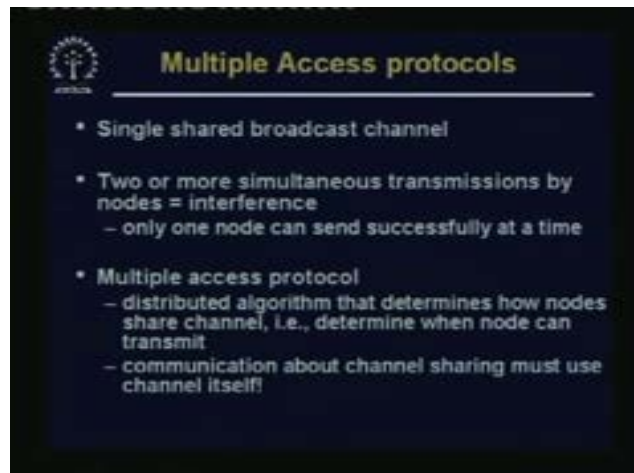 Multiple Access protocols
• Single shared broadcast channel
• Two or more simultaneous transmissions by
nodes = interference
– only one node can send successfully at a time
• Multiple access protocol
– distributed algorithm that determines how nodes
share channel, i.e., determine when node can
transmit
– communication about channel sharing must use
channel itself!